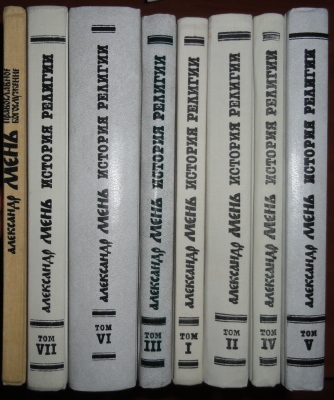 АЛЕКСАНДР МЕНЬ ПРАВОСЛАВНОЕ
БОГОСЛУЖЕНИЕ
АЛЕКСАНДР МЕНЬ ИСТОРИЯ РЕЛИГИИ
ТОМ
VII
АЛЕКСАНДР МЕНЬ ИСТОРИЯ РЕЛИГИИ
ТОМ
VI
АЛЕКСАНДР МЕНЬ ИСТОРИЯ РЕЛИГИИ
ТОМ
III
АЛЕКСАНДР МЕНЬ ИСТОРИЯ РЕЛИГИИ
ТОМ
I
АЛЕКСАНДР МЕНЬ ИСТОРИЯ РЕЛИГИИ
ТОМ
II
АЛЕКСАНДР МЕНЬ ИСТОРИЯ РЕЛИГИИ
ТОМ
IV
АЛЕКСАНДР МЕНЬ ИСТОРИЯ РЕЛИГИИ
ТОМ
V